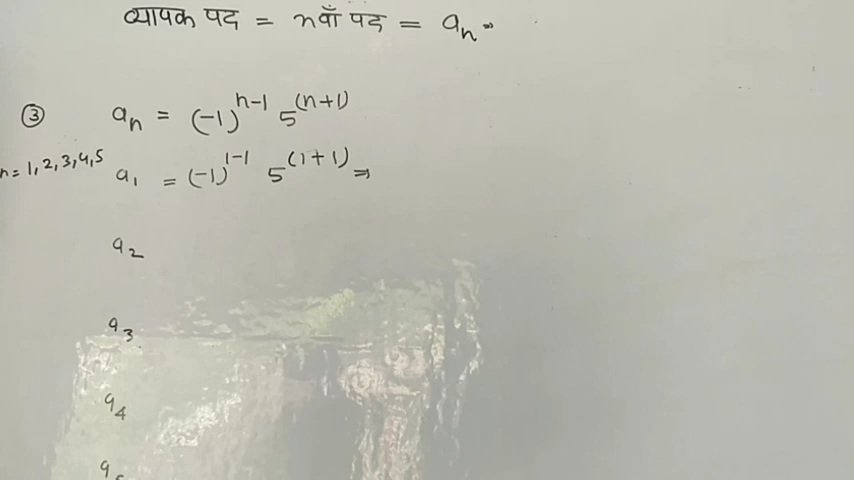 व्यापक पद = nवाँ पद = aₙ =
③ aₙ = (-1)ⁿ⁻¹ 5⁽ⁿ⁺¹⁾
n = 1, 2, 3, 4, 5 a₁ = (-1)¹⁻¹ 5⁽¹⁺¹⁾ ⇒
a₂
a₃
a₄